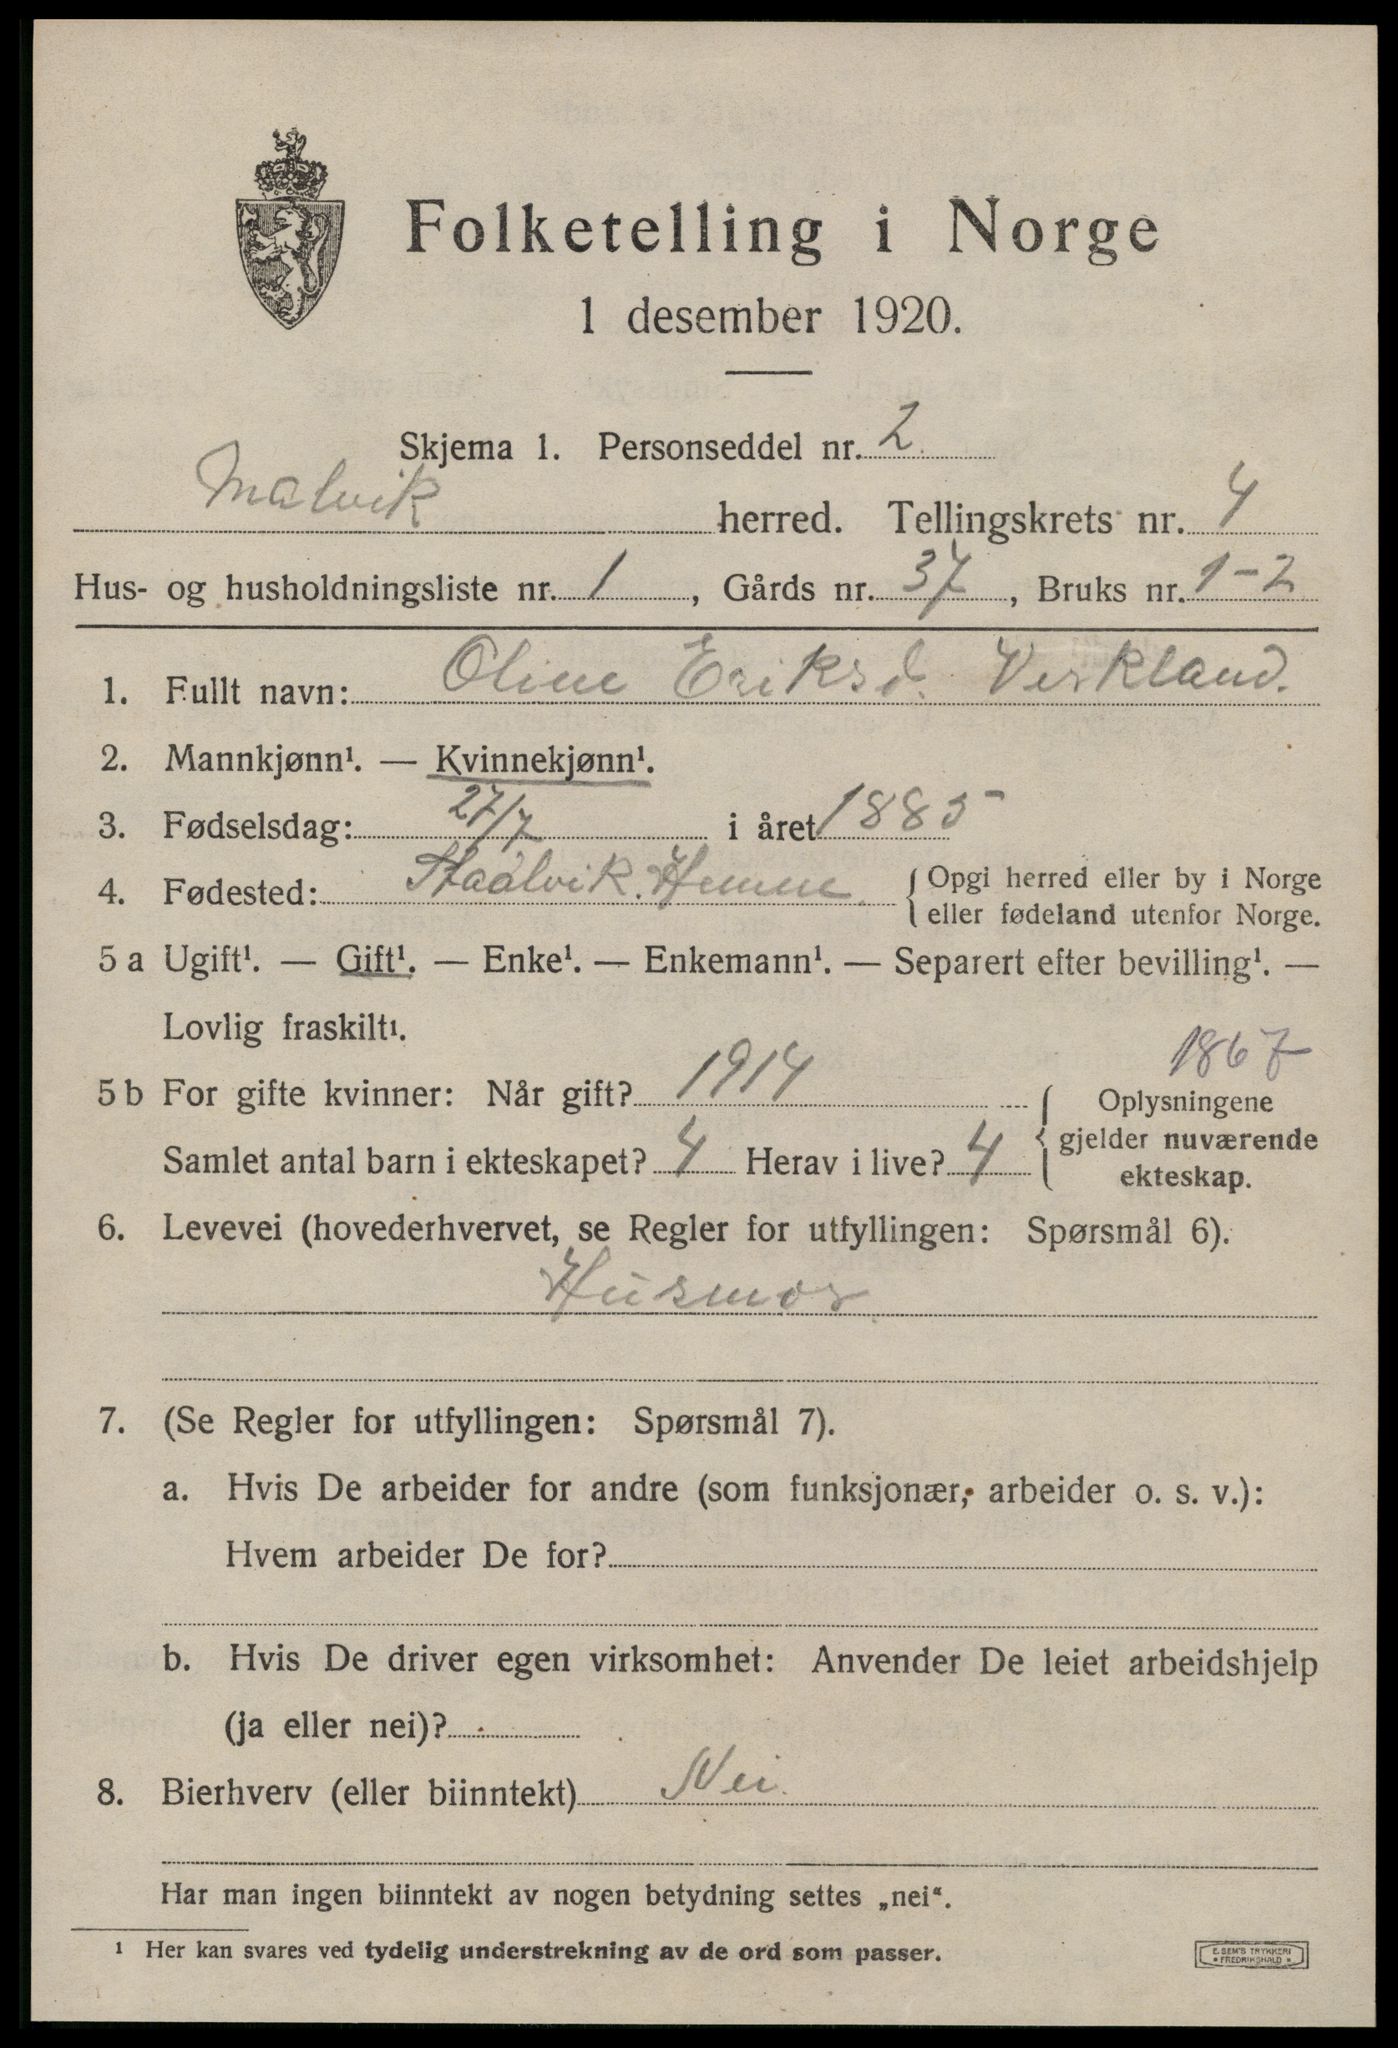 Folketelling i Norge
1 desember 1920.
Skjema 1. Personseddel nr. 2
Malvik herred. Tellingskrets nr. 4
Hus- og husholdningsliste nr. 1, Gårds nr. 37, Bruks nr. 1-2
1. Fullt navn: Oline Eriksd. Verkland.
2. Mannkjønn¹. — Kvinnekjønn¹.
3. Fødselsdag: 27/7 i året 1885
4. Fødested: Staalvik. Hemne. { Opgi herred eller by i Norge
eller fødeland utenfor Norge.
5 a Ugift¹. — Gift¹. — Enke¹. — Enkemann¹. — Separert efter bevilling¹. —
Lovlig fraskilt¹.
1867
5 b For gifte kvinner: Når gift? 1914 { Oplysningene
gjelder nuværende
Samlet antal barn i ekteskapet? 4 Herav i live? 4
ekteskap.
6. Levevei (hovederhvervet, se Regler for utfyllingen: Spørsmål 6).
Husmor
7. (Se Regler for utfyllingen: Spørsmål 7).
a. Hvis De arbeider for andre (som funksjonær, arbeider o. s. v.):
Hvem arbeider De for?
b. Hvis De driver egen virksomhet: Anvender De leiet arbeidshjelp
(ja eller nei)?
8. Bierhverv (eller biinntekt) Nei.
Har man ingen biinntekt av nogen betydning settes „nei“.
¹ Her kan svares ved tydelig understrekning av de ord som passer.
E. SEM'S TRYKKERI
FREDRIKSHALD